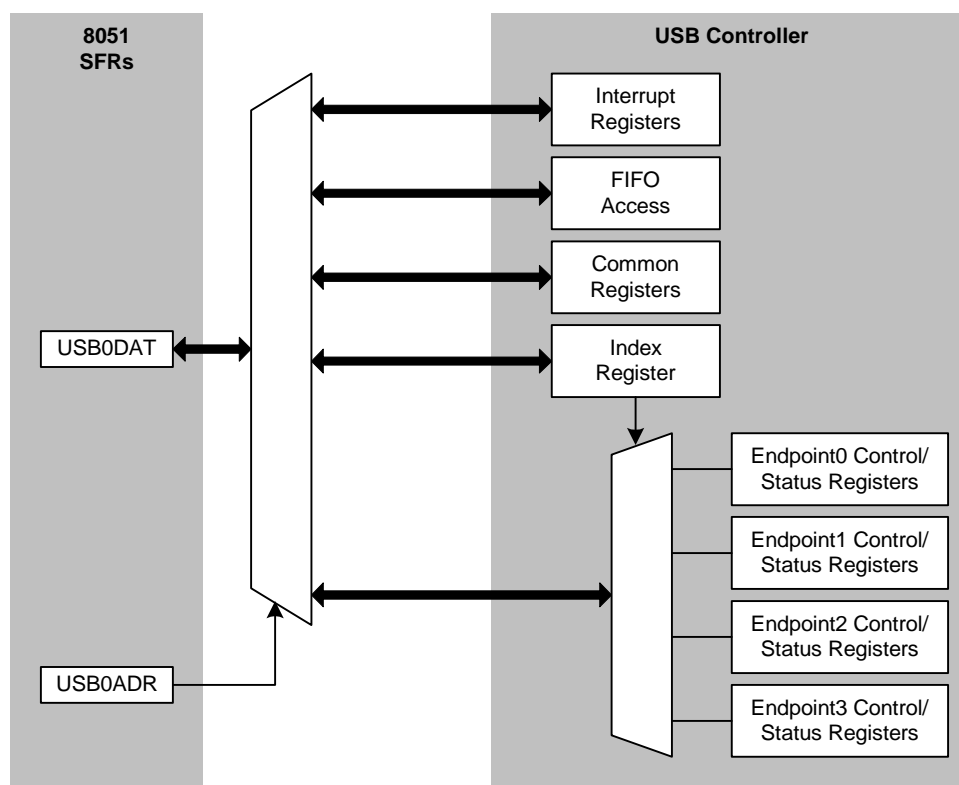 8051
SFRs
USB Controller
Interrupt
Registers
FIFO
Access
Common
Registers
USB0DAT
Index
Register
Endpoint0 Control/
Status Registers
Endpoint1 Control/
Status Registers
Endpoint2 Control/
Status Registers
USB0ADR
Endpoint3 Control/
Status Registers